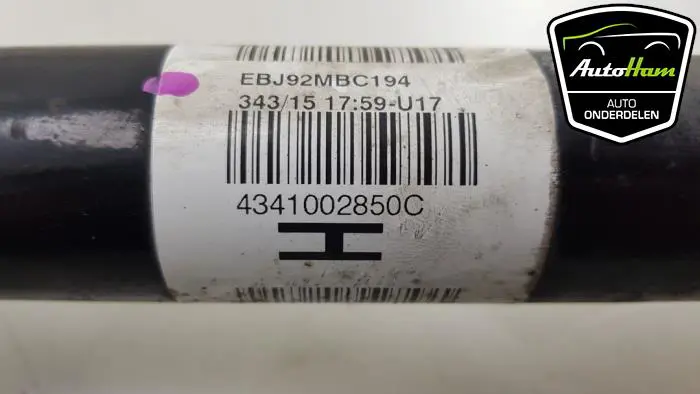 EBJ92MBC194
343/15 17:59-U17
4341002850C
H
AutoHam
AUTO
ONDERDELEN